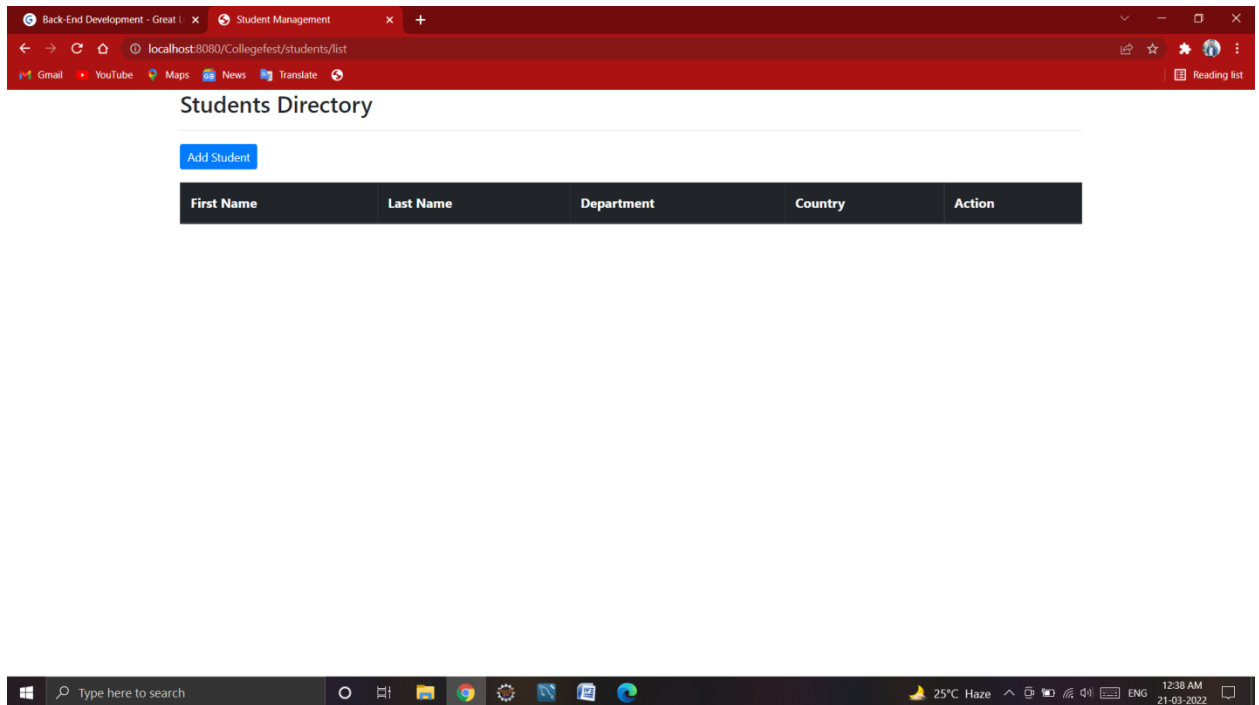 Back-End Development - Great L
Student Management
localhost:8080/Collegefest/students/list
Gmail YouTube Maps News Translate Reading list
Students Directory
Add Student
First Name Last Name Department Country Action
Type here to search
25°C Haze ENG 12:38 AM
21-03-2022